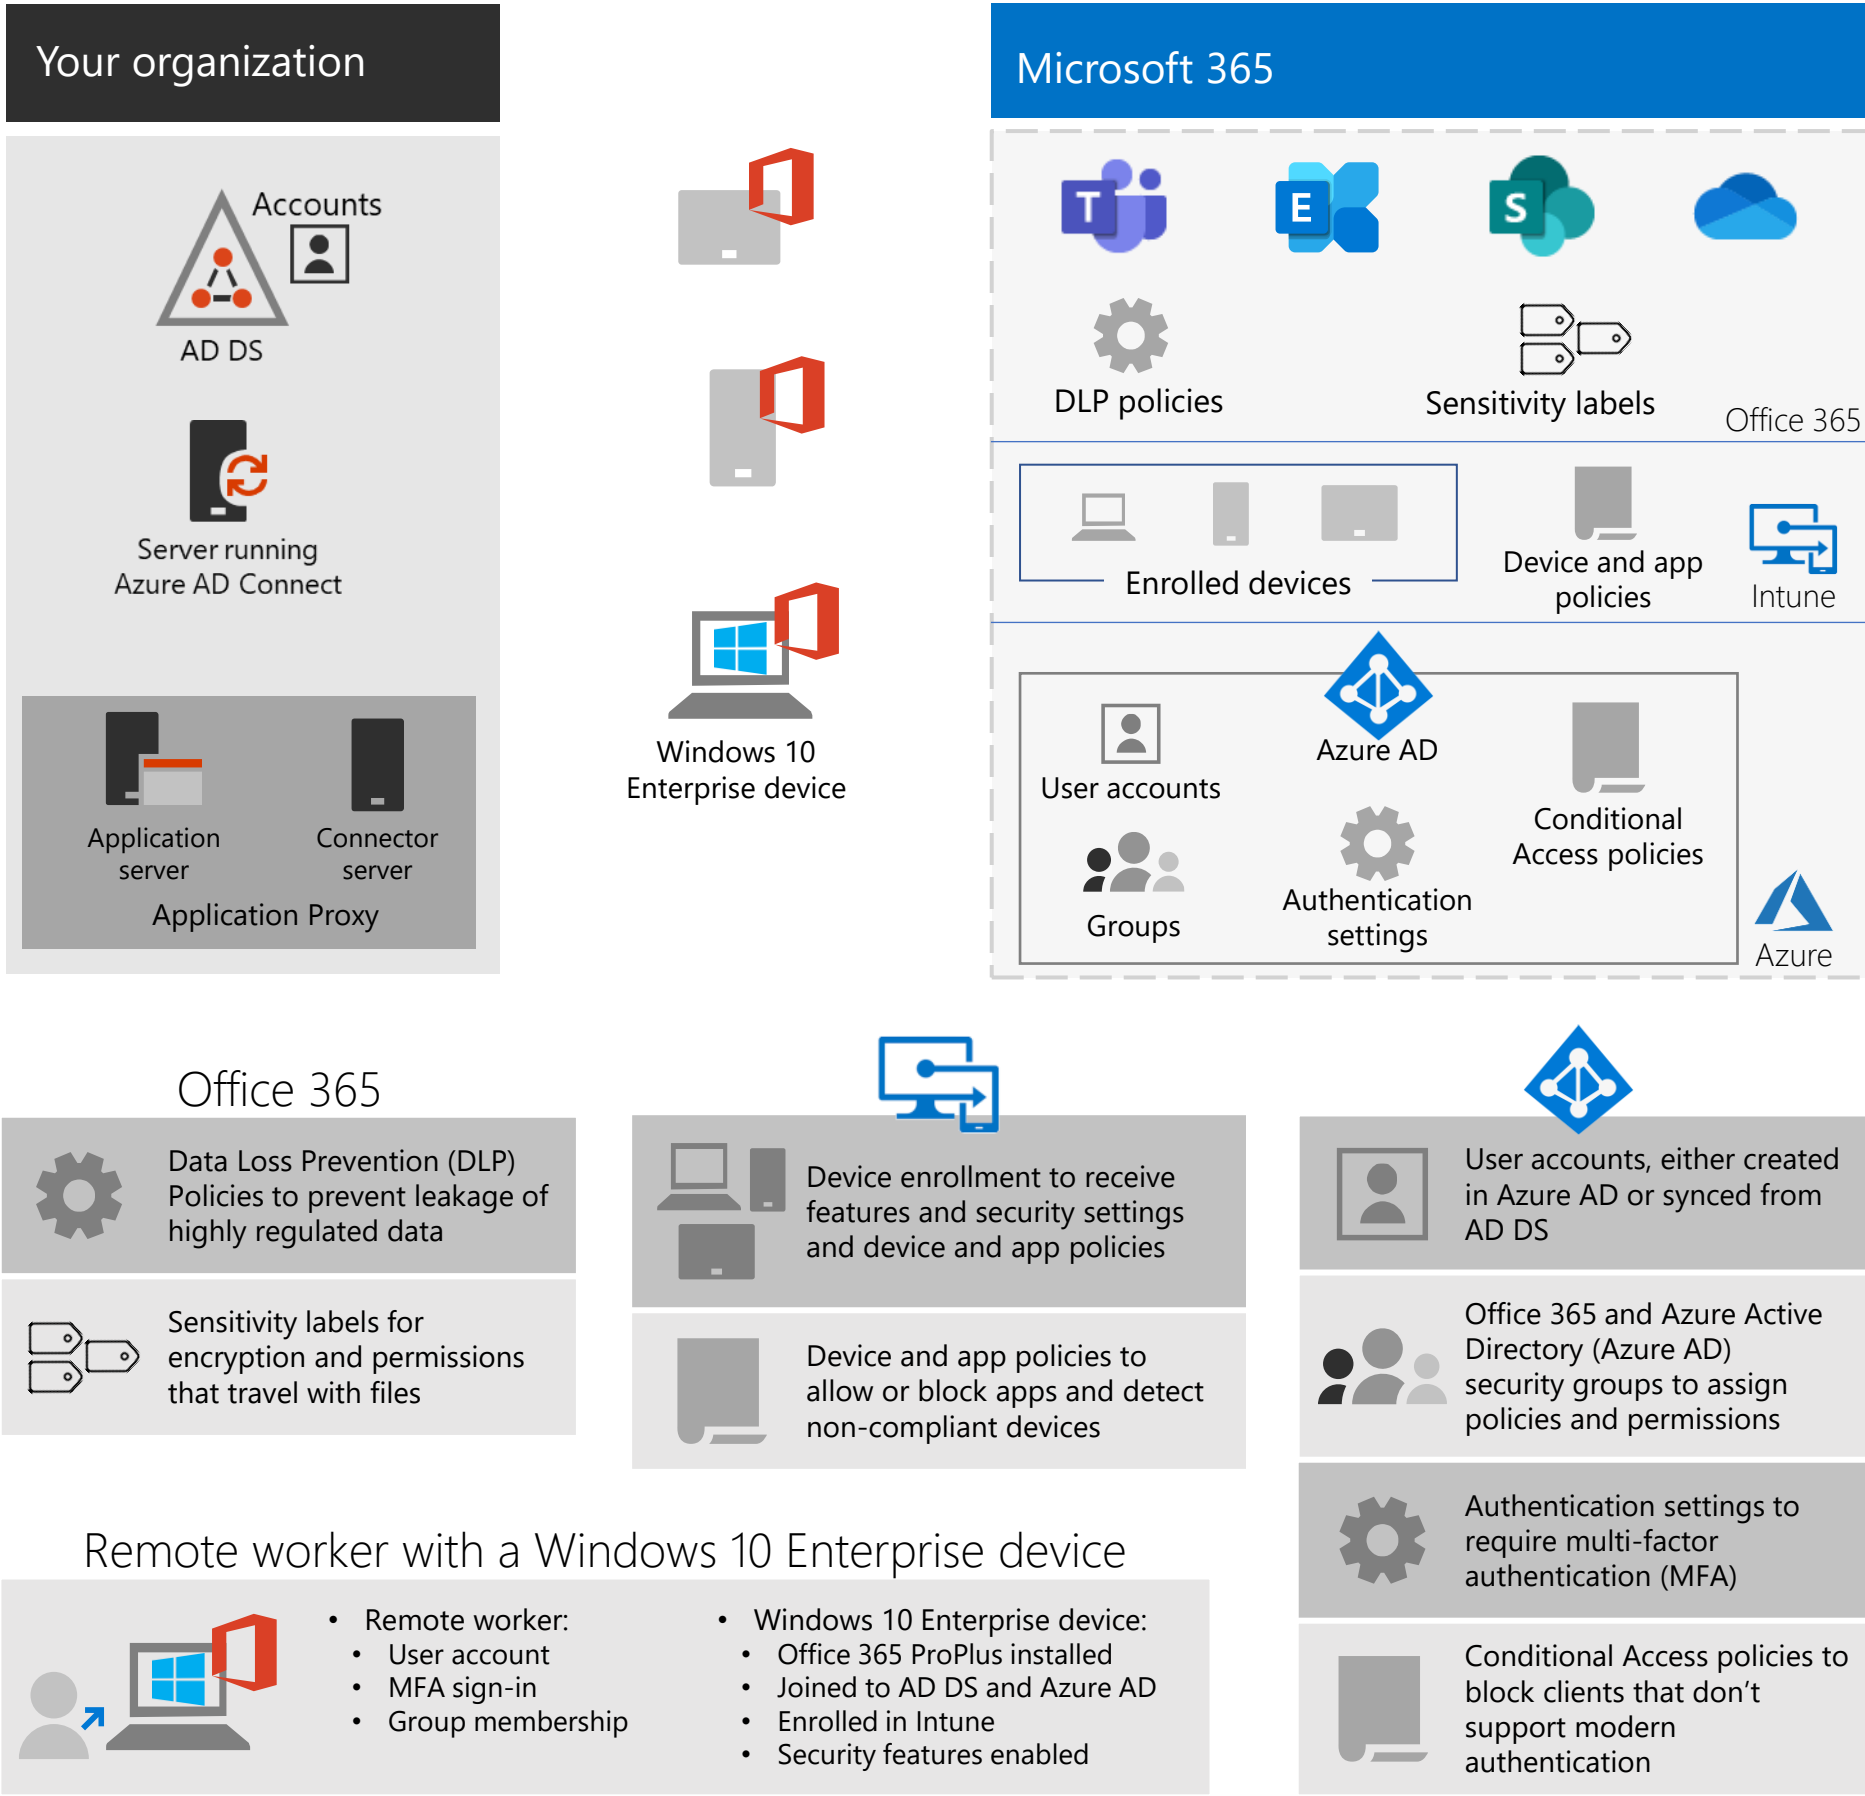 Your organization
Accounts
AD DS
Server running
Azure AD Connect
Application
server
Connector
server
Application Proxy
Windows 10
Enterprise device
Microsoft 365
T
E
S
DLP policies
Sensitivity labels
Office 365
Enrolled devices
Device and app
policies
Intune
Azure AD
User accounts
Groups
Authentication
settings
Conditional
Access policies
Azure
Office 365
Data Loss Prevention (DLP)
Policies to prevent leakage of
highly regulated data
Sensitivity labels for
encryption and permissions
that travel with files
Device enrollment to receive
features and security settings
and device and app policies
Device and app policies to
allow or block apps and detect
non-compliant devices
User accounts, either created
in Azure AD or synced from
AD DS
Office 365 and Azure Active
Directory (Azure AD)
security groups to assign
policies and permissions
Authentication settings to
require multi-factor
authentication (MFA)
Conditional Access policies to
block clients that don't
support modern
authentication
Remote worker with a Windows 10 Enterprise device
• Remote worker:
• User account
• MFA sign-in
• Group membership
• Windows 10 Enterprise device:
• Office 365 ProPlus installed
• Joined to AD DS and Azure AD
• Enrolled in Intune
• Security features enabled